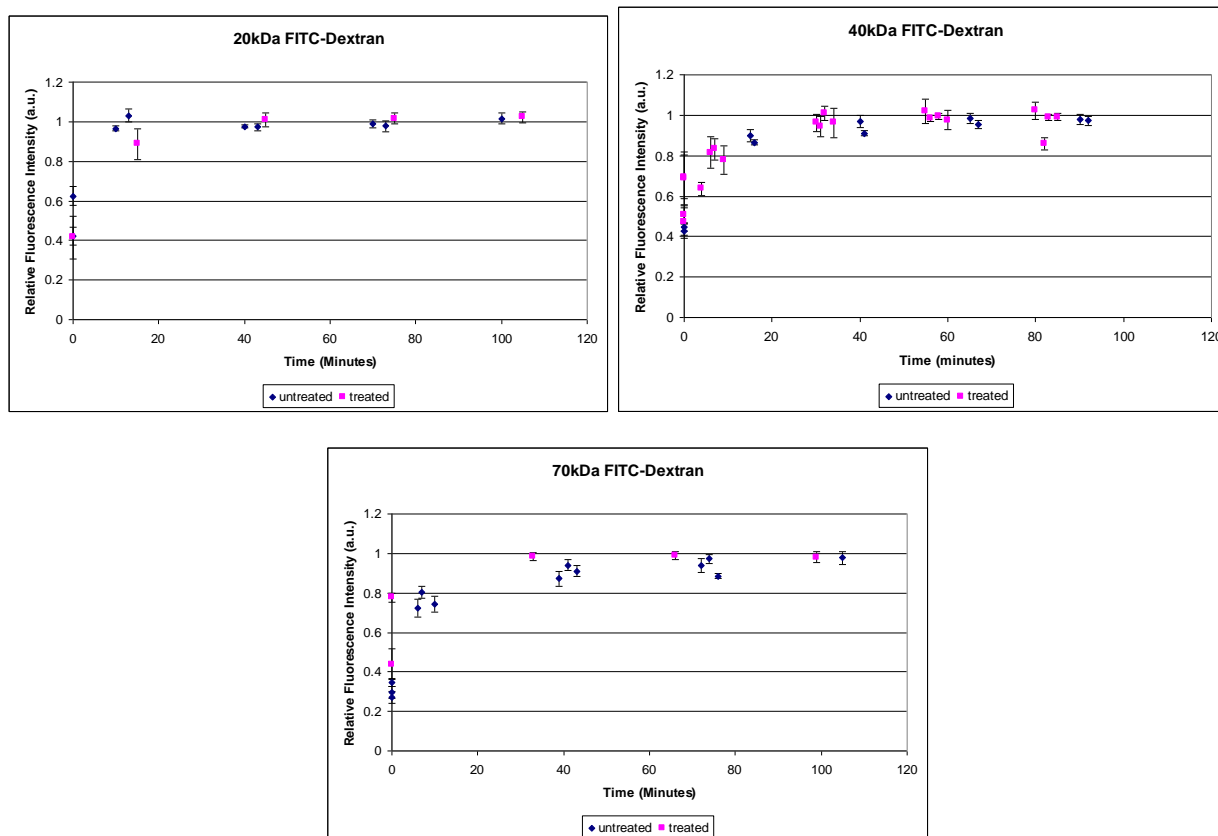 20kDa FITC-Dextran
Relative Fluorescence Intensity (a.u.)
1.2
1
0.8
0.6
0.4
0.2
0
0 20 40 60 80 100 120
Time (Minutes)
untreated treated
40kDa FITC-Dextran
Relative Fluorescence Intensity (a.u.)
1.2
1
0.8
0.6
0.4
0.2
0
0 20 40 60 80 100 120
Time (minutes)
untreated treated
70kDa FITC-Dextran
Relative Fluorescence Intensity (a.u.)
1.2
1
0.8
0.6
0.4
0.2
0
0 20 40 60 80 100 120
Time (Minutes)
untreated treated